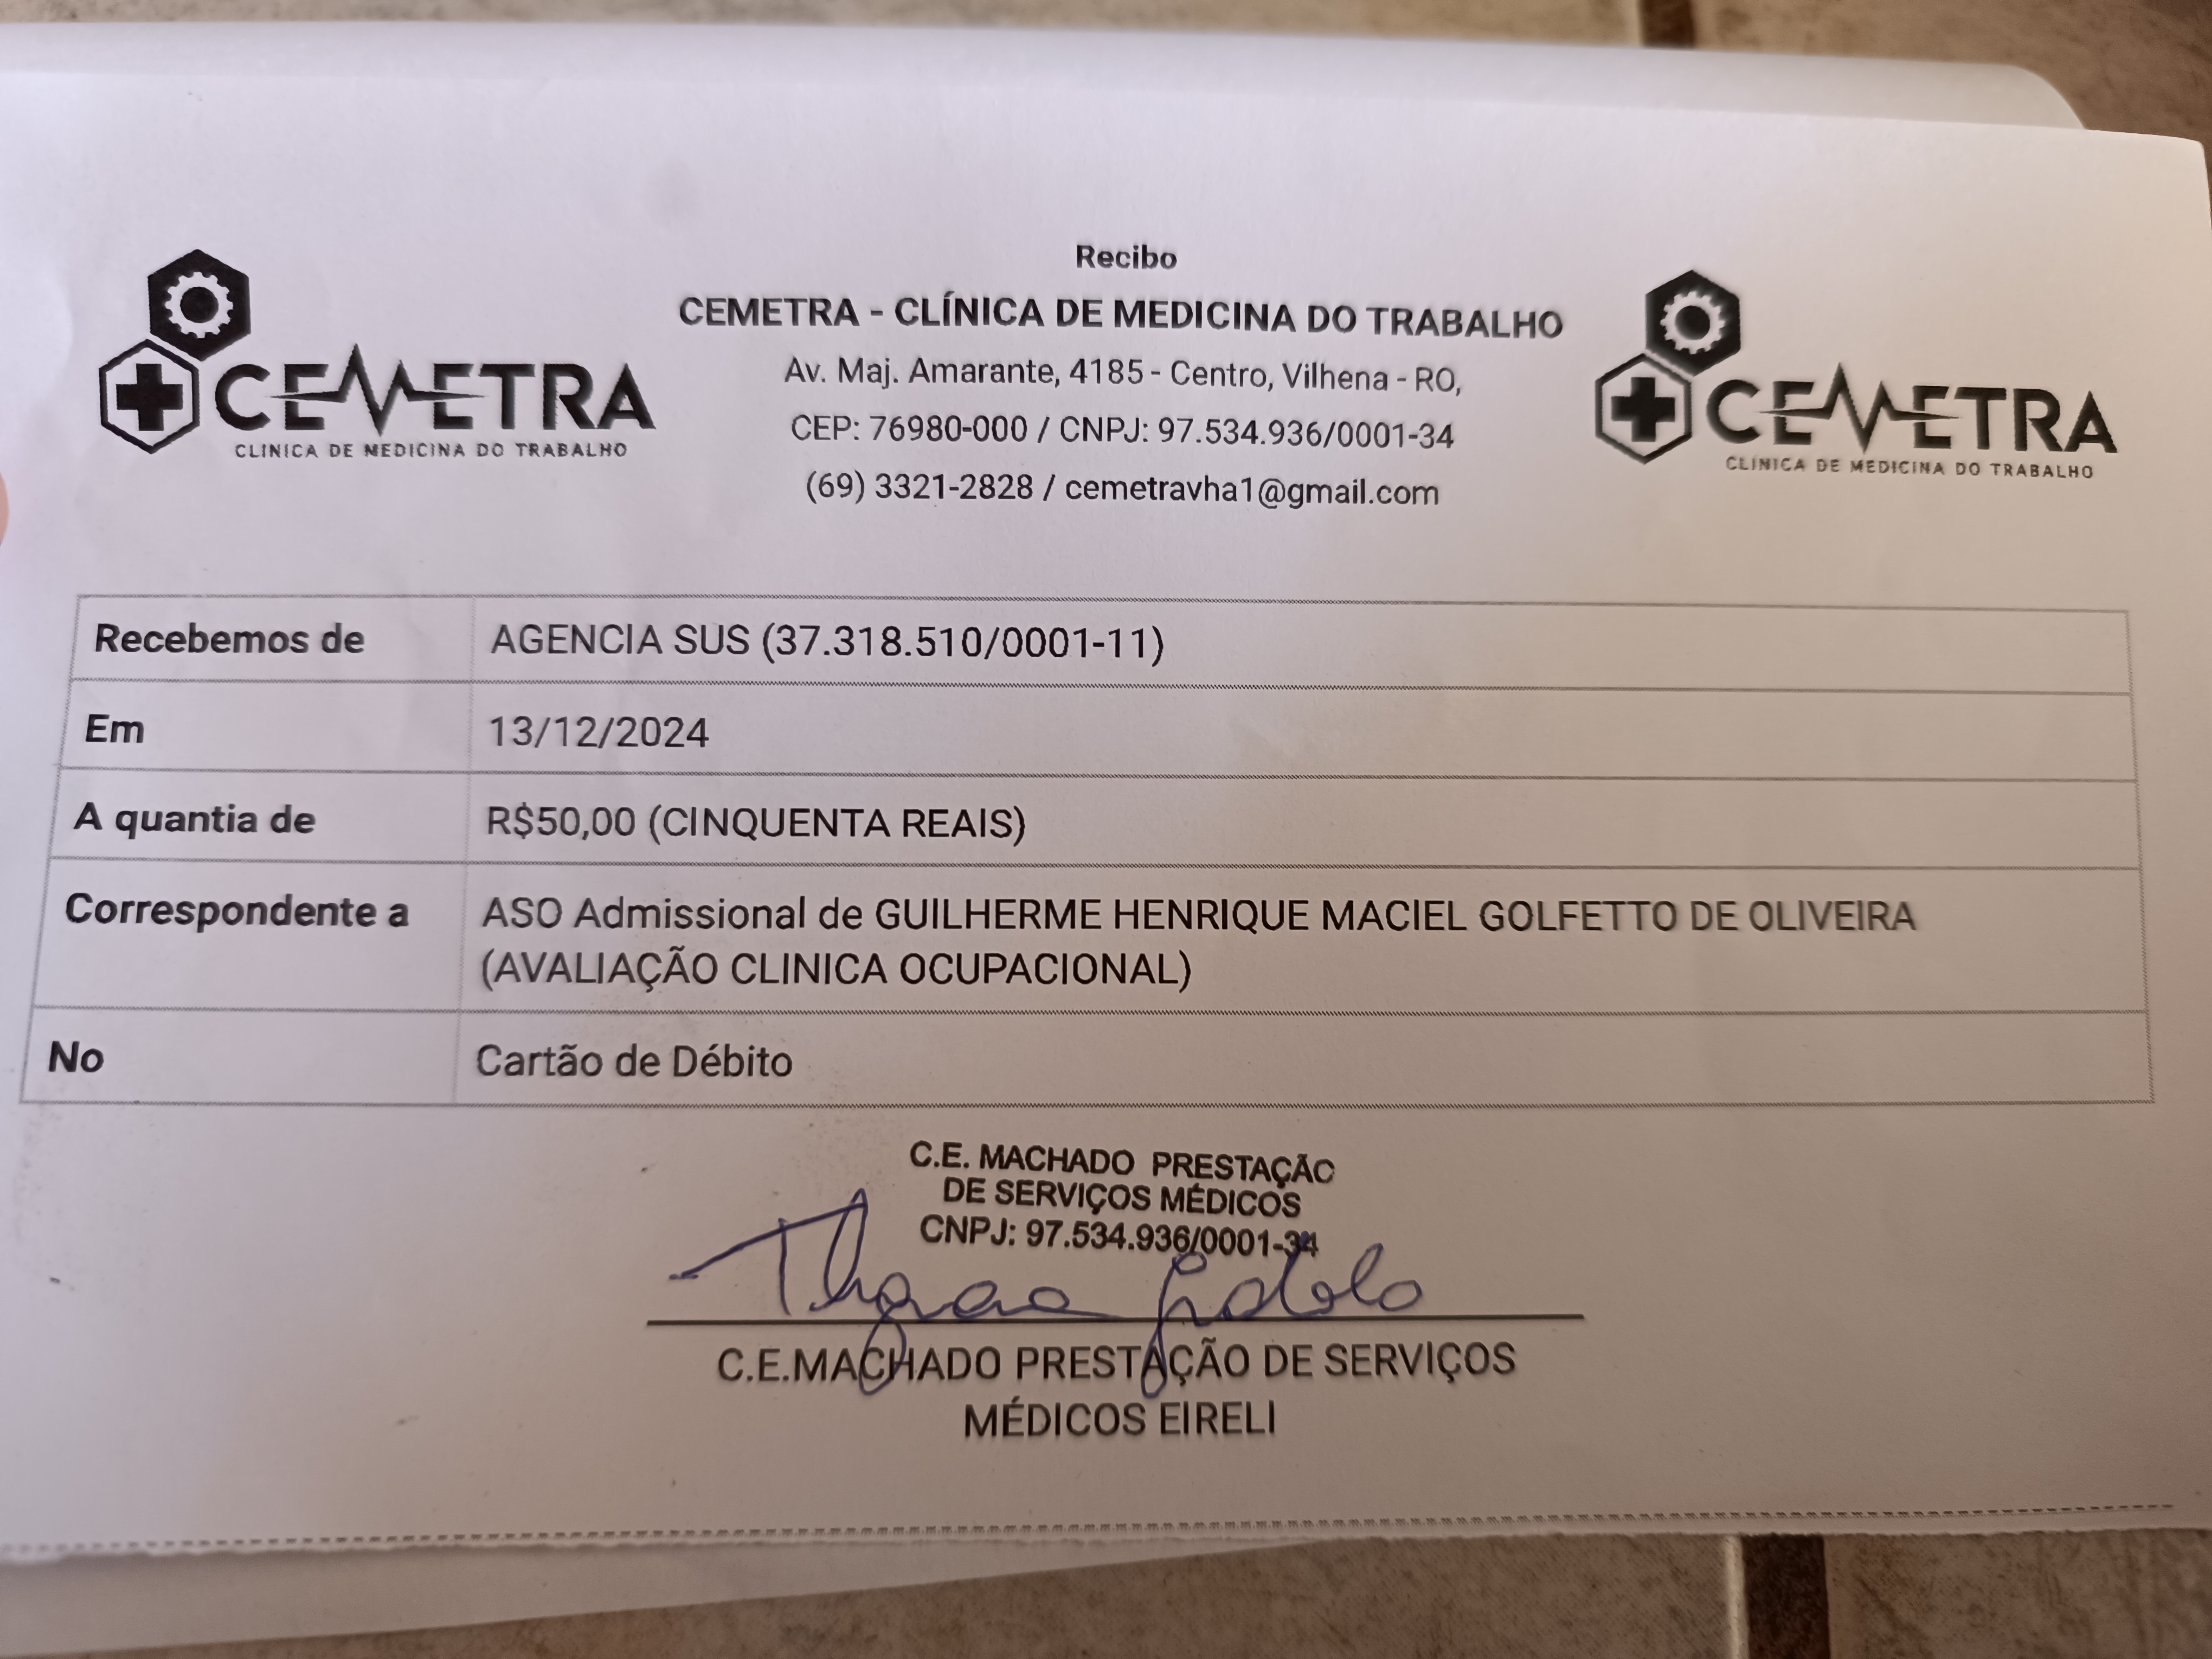 Recibo
CEMETRA - CLÍNICA DE MEDICINA DO TRABALHO
Av. Maj. Amarante, 4185 - Centro, Vilhena - RO,
CEP: 76980-000 / CNPJ: 97.534.936/0001-34
(69) 3321-2828 / cemetravha1@gmail.com
CEMETRA
CLINICA DE MEDICINA DO TRABALHO
CEMETRA
CLINICA DE MEDICINA DO TRABALHO
Recebemos de AGENCIA SUS (37.318.510/0001-11)
Em 13/12/2024
A quantia de R$50,00 (CINQUENTA REAIS)
Correspondente a ASO Admissional de GUILHERME HENRIQUE MACIEL GOLFETTO DE OLIVEIRA
(AVALIAÇÃO CLINICA OCUPACIONAL)
No Cartão de Débito
C.E. MACHADO PRESTAÇÃO
DE SERVIÇOS MÉDICOS
CNPJ: 97.534.936/0001-34
C.E.MACHADO PRESTAÇÃO DE SERVIÇOS
MÉDICOS EIRELI